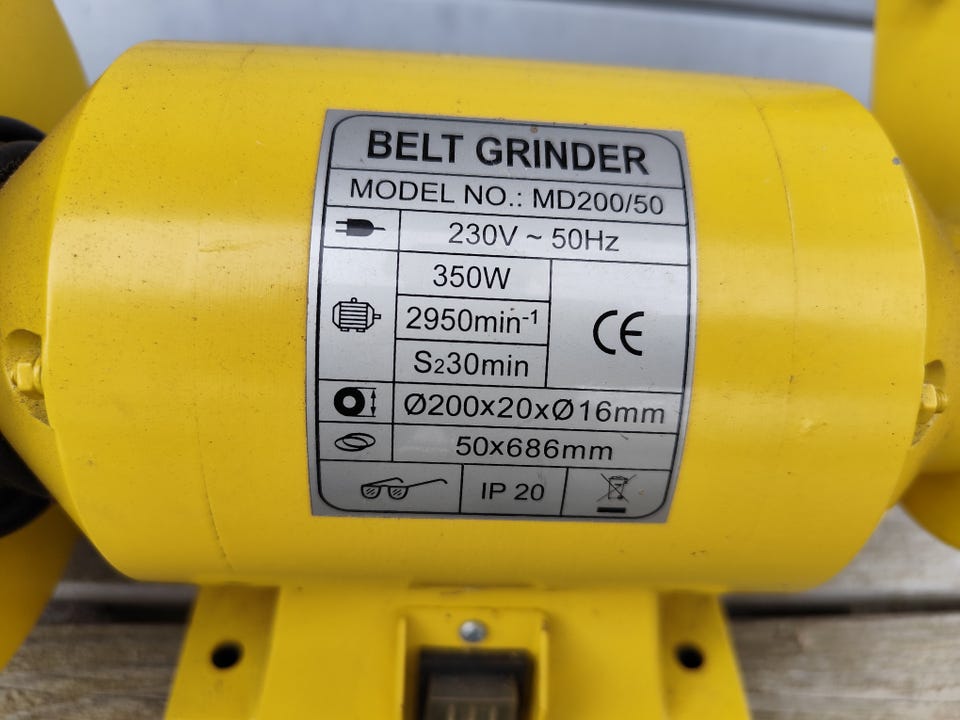 BELT GRINDER
MODEL NO.: MD200/50
230V ~ 50Hz
350W
2950min⁻¹
CE
S₂30min
Ø200x20xØ16mm
50x686mm
IP 20